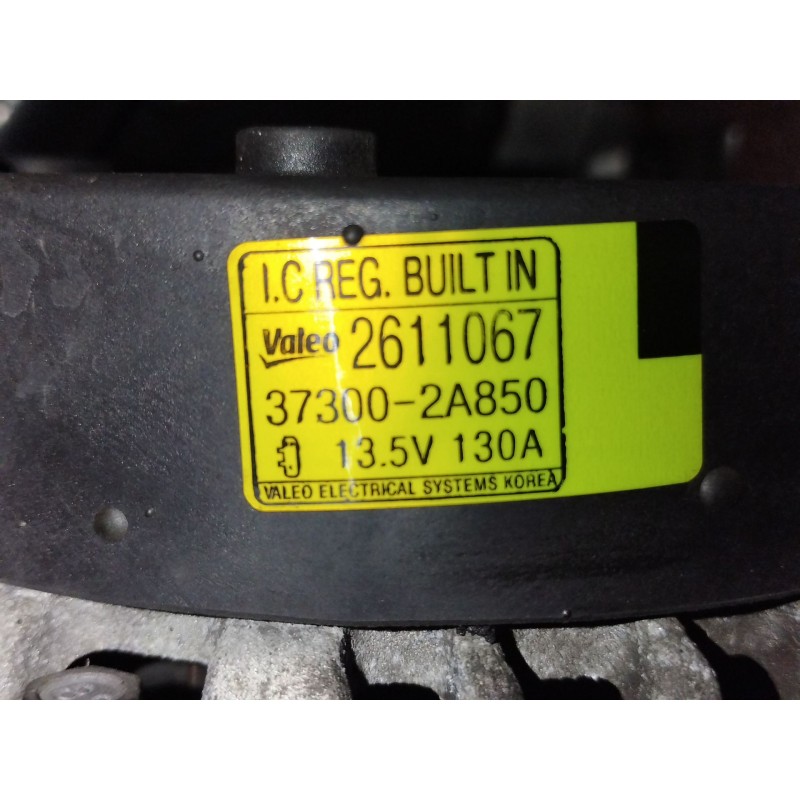 I.C REG. BUILT IN
Valeo 2611067
37300-2A850
13.5V 130A
VALEO ELECTRICAL SYSTEMS KOREA